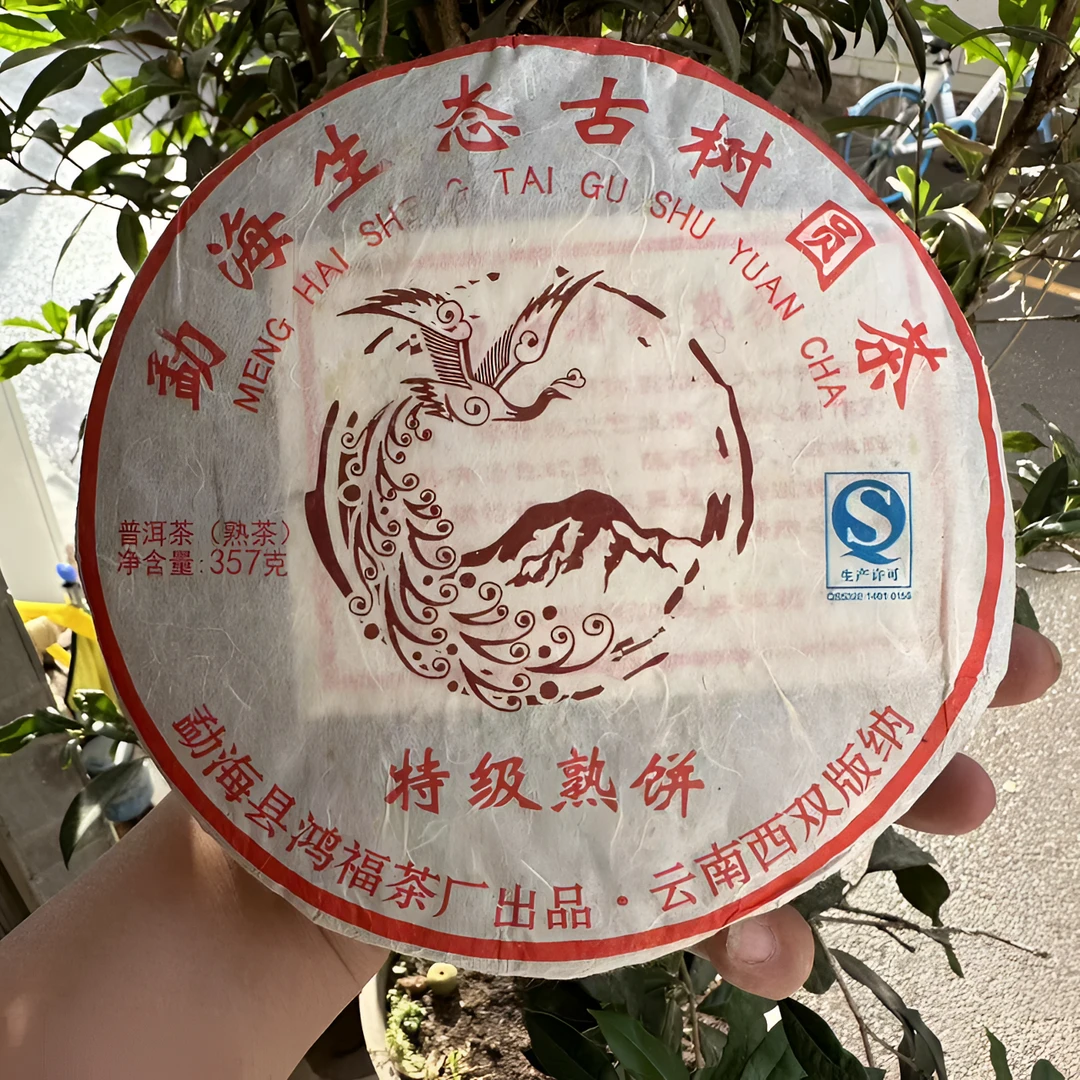 勐海生态古树圆茶
MENG HAI SHENG TAI GU SHU YUAN CHA
普洱茶（熟茶）
净含量:357克
S
生产许可
特级熟饼
勐海县鸿福茶厂出品·云南西双版纳